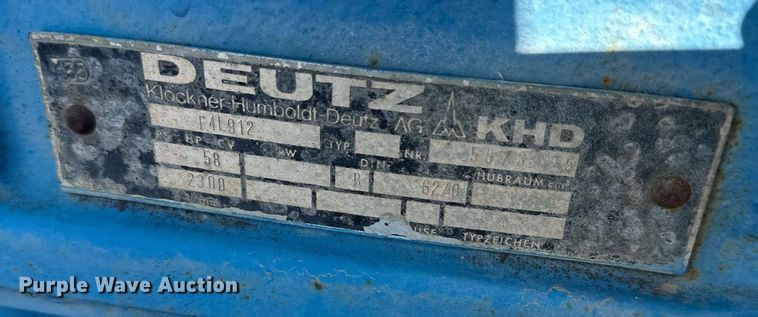 DEUTZ
Klöckner-Humboldt-Deutz AG KHD
F4L912 TYP NR
PS HP CV KW DIN HUBRAUM cm³
58 B 6270
2300
TYPZEICHEN
Purple Wave Auction